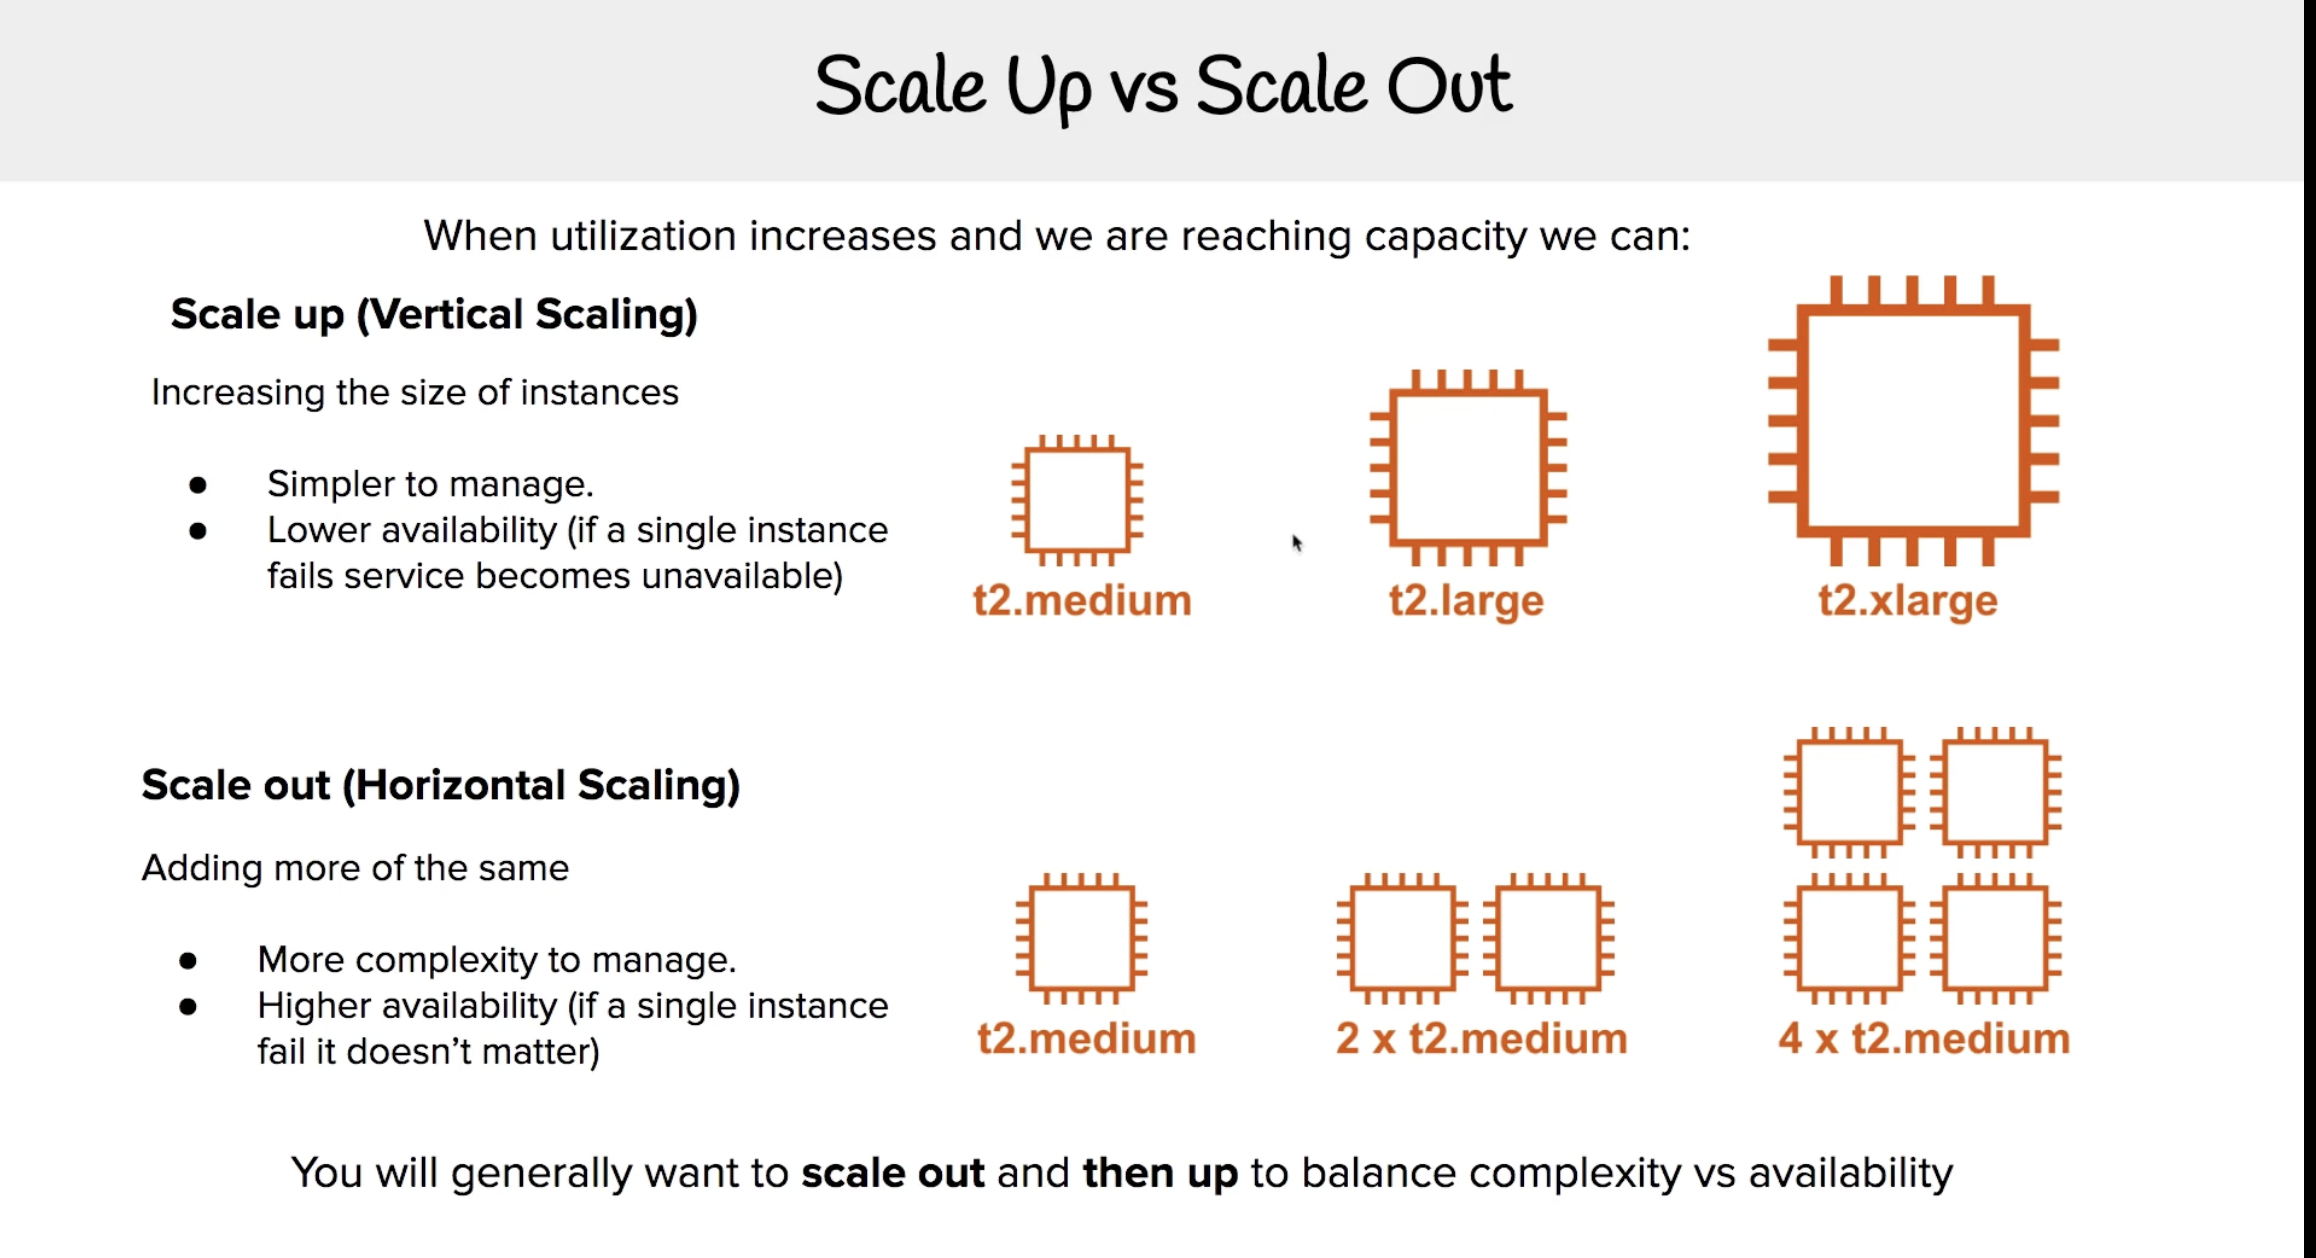 Scale Up vs Scale Out
When utilization increases and we are reaching capacity we can:
Scale up (Vertical Scaling)
Increasing the size of instances
● Simpler to manage.
● Lower availability (if a single instance
fails service becomes unavailable)
t2.medium
t2.large
t2.xlarge
Scale out (Horizontal Scaling)
Adding more of the same
● More complexity to manage.
● Higher availability (if a single instance
fail it doesn’t matter)
t2.medium
2 x t2.medium
4 x t2.medium
You will generally want to scale out and then up to balance complexity vs availability